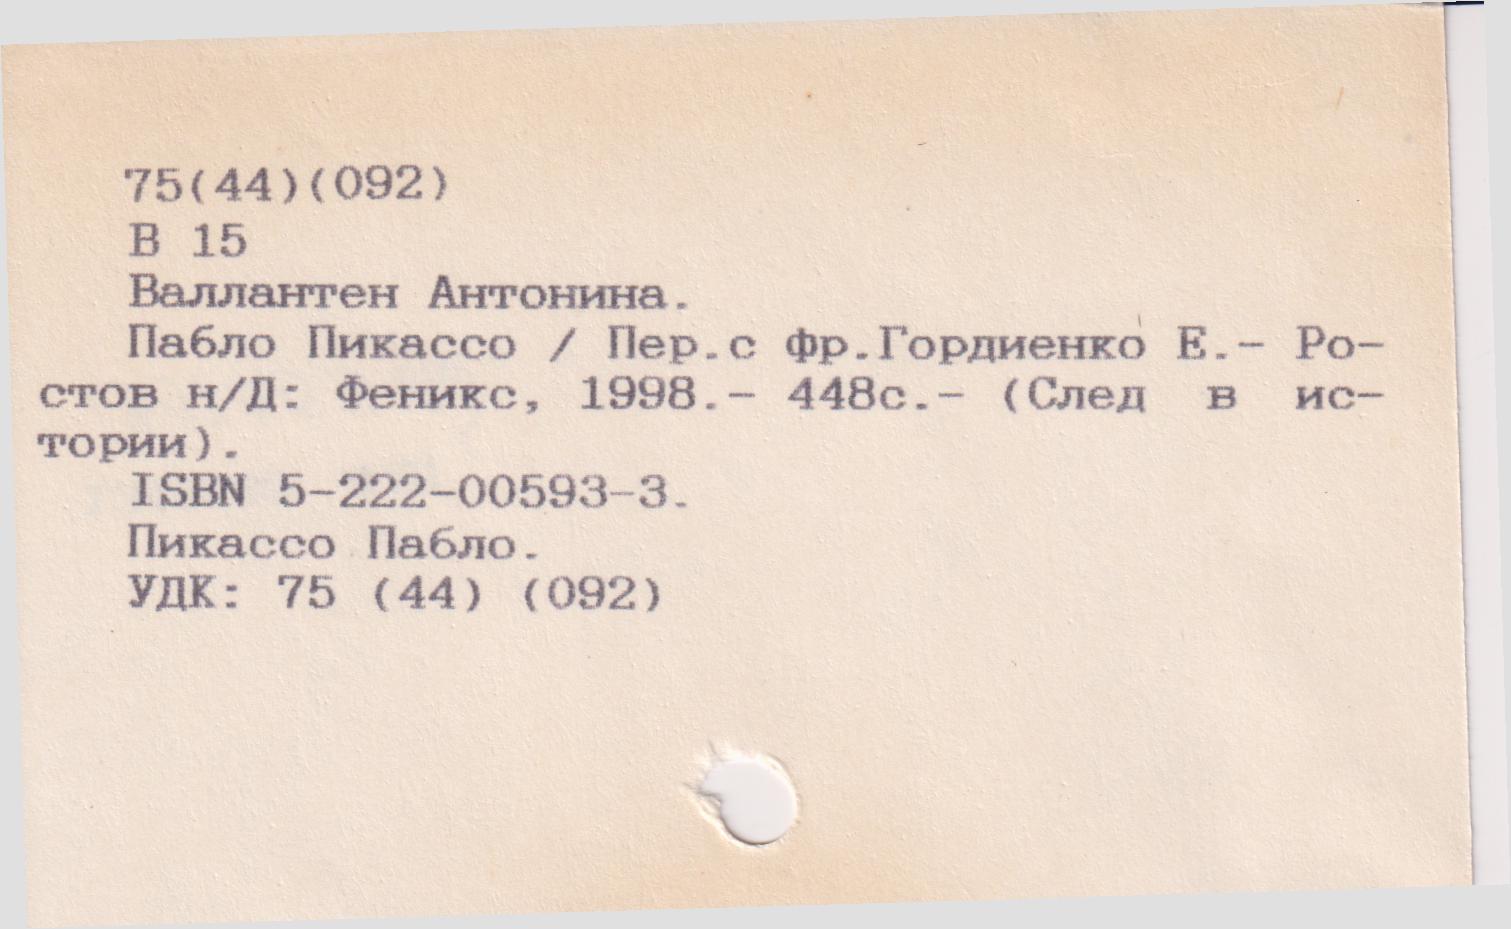 75(44)(092)
В 15
Валлантен Антонина.
Пабло Пикассо / Пер.с фр.Гордиенко Е.- Ро-
стов н/Д: Феникс, 1998.- 448с.- (След в ис-
тории).
ISBN 5-222-00593-3.
Пикассо Пабло.
УДК: 75 (44) (092)